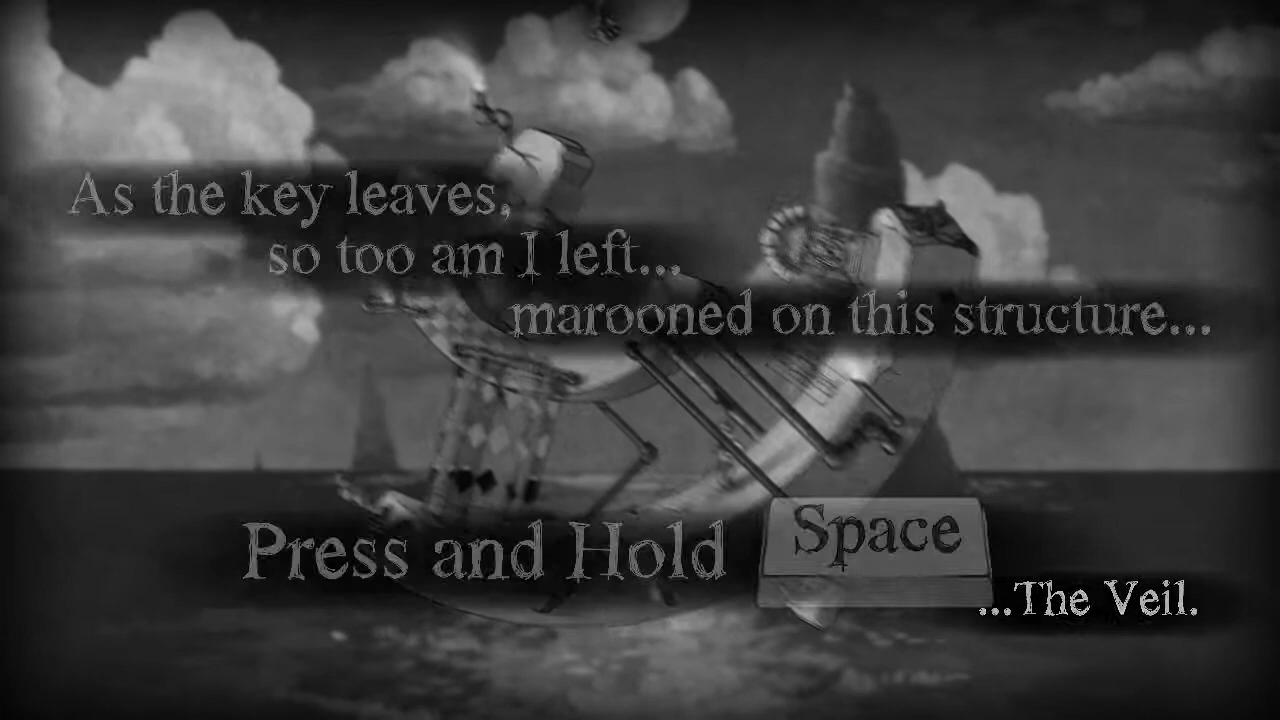 As the key leaves,
so too am I left...
marooned on this structure...
Press and Hold Space
...The Veil.